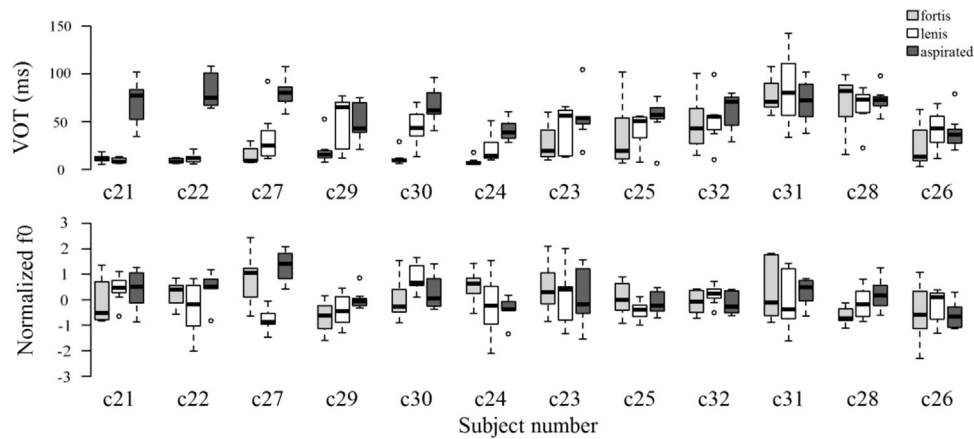 150
100
50
0
VOT (ms)
fortis
lenis
aspirated
c21 c22 c27 c29 c30 c24 c23 c25 c32 c31 c28 c26
3
2
1
0
-1
-2
-3
Normalized f0
c21 c22 c27 c29 c30 c24 c23 c25 c32 c31 c28 c26
Subject number